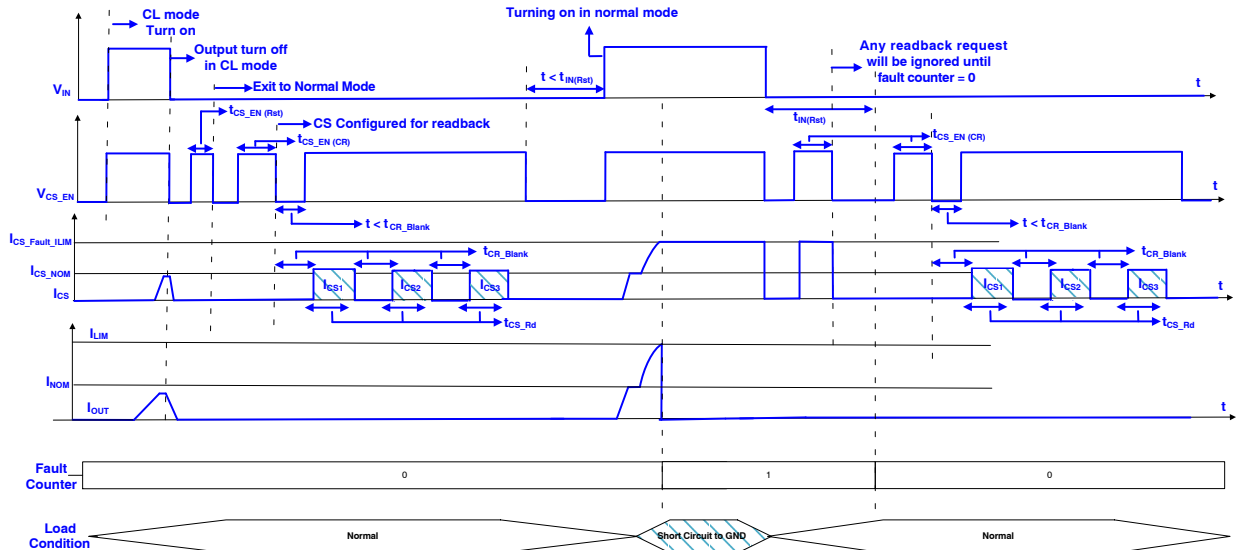 CL mode
Turn on
Turning on in normal mode
Output turn off
in CL mode
Any readback request
will be ignored until
fault counter = 0
Exit to Normal Mode
t < tIN(Rst)
t
VIN
tCS_EN (Rst)
tIN(Rst)
CS Configured for readback
tCS_EN (CR)
tCS_EN (CR)
VCS_EN
t
t < tCR_Blank
t < tCR_Blank
ICS_Fault_ILIM
tCR_Blank
tCR_Blank
ICS_NOM
ICS
ICS1
ICS2
ICS3
ICS1
ICS2
ICS3
t
tCS_Rd
tCS_Rd
ILIM
INOM
IOUT
t
Fault
Counter
0
1
0
Load
Condition
Normal
Short Circuit to GND
Normal